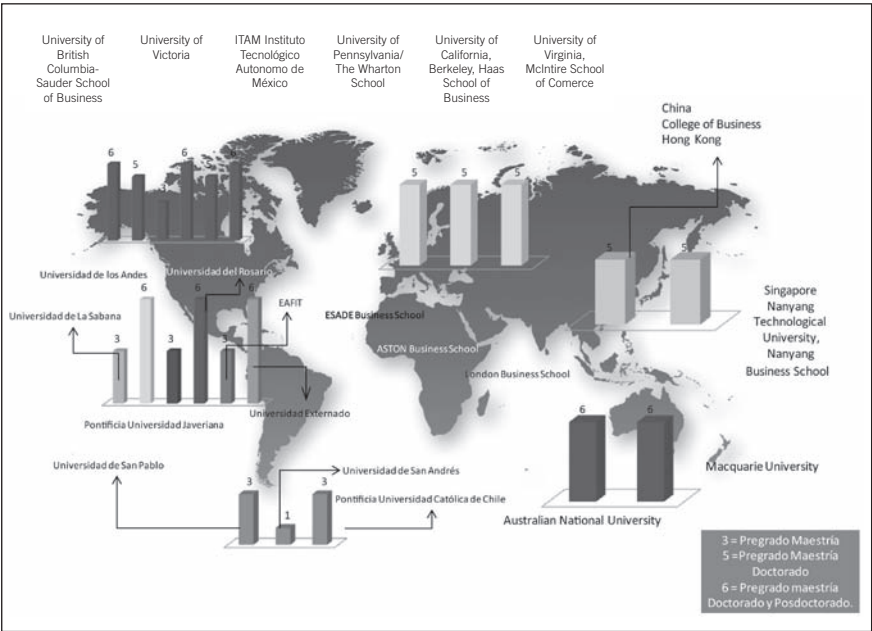 University of
British
Columbia-
Sauder School
of Business
University of
Victoria
ITAM Instituto
Tecnológico
Autonomo de
México
University of
Pennsylvania/
The Wharton
School
University of
California,
Berkeley, Haas
School of
Business
University of
Virginia,
McIntire School
of Comerce
China
College of Business
Hong Kong
6
5
3
6
5
6
5
5
5
5
5
Universidad de los Andes
Universidad del Rosario
6
6
6
EAFIT
Universidad de La Sabana
3
3
3
ESADE Business School
ASTON Business School
London Business School
Singapore
Nanyang
Technological
University,
Nanyang
Business School
Universidad Externado
Pontificia Universidad Javeriana
6
6
Macquarie University
Universidad de San Pablo
Universidad de San Andrés
3
1
3
Pontificia Universidad Católica de Chile
Australian National University
3 = Pregrado Maestría
5 = Pregrado Maestría
Doctorado
6 = Pregrado maestría
Doctorado y Posdoctorado.